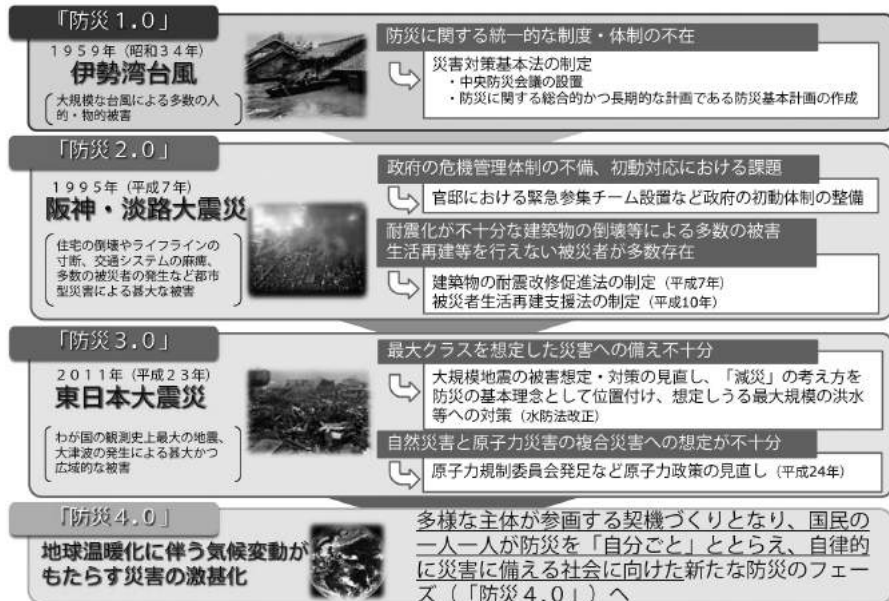 「防災１.０」
１９５９年（昭和３４年）
伊勢湾台風
大規模な台風による多数の人
的・物的被害
防災に関する統一的な制度・体制の不在
災害対策基本法の制定
・中央防災会議の設置
・防災に関する総合的かつ長期的な計画である防災基本計画の作成
「防災２.０」
１９９５年（平成７年）
阪神・淡路大震災
住宅の倒壊やライフラインの
寸断、交通システムの麻痺、
多数の被災者の発生など都市
型災害による甚大な被害
政府の危機管理体制の不備、初動対応における課題
官邸における緊急参集チーム設置など政府の初動体制の整備
耐震化が不十分な建築物の倒壊等による多数の被害
生活再建等を行えない被災者が多数存在
建築物の耐震改修促進法の制定（平成7年）
被災者生活再建支援法の制定（平成10年）
「防災３.０」
２０１１年（平成２３年）
東日本大震災
わが国の観測史上最大の地震、
大津波の発生による甚大かつ
広域的な被害
最大クラスを想定した災害への備え不十分
大規模地震の被害想定・対策の見直し、「減災」の考え方を
防災の基本理念として位置付け、想定しうる最大規模の洪水
等への対策（水防法改正）
自然災害と原子力災害の複合災害への想定が不十分
原子力規制委員会発足など原子力政策の見直し（平成24年）
「防災４.０」
地球温暖化に伴う気候変動が
もたらす災害の激甚化
多様な主体が参画する契機づくりとなり、国民の
一人一人が防災を「自分ごと」ととらえ、自律的
に災害に備える社会に向けた新たな防災のフェー
ズ（「防災４.０」）へ